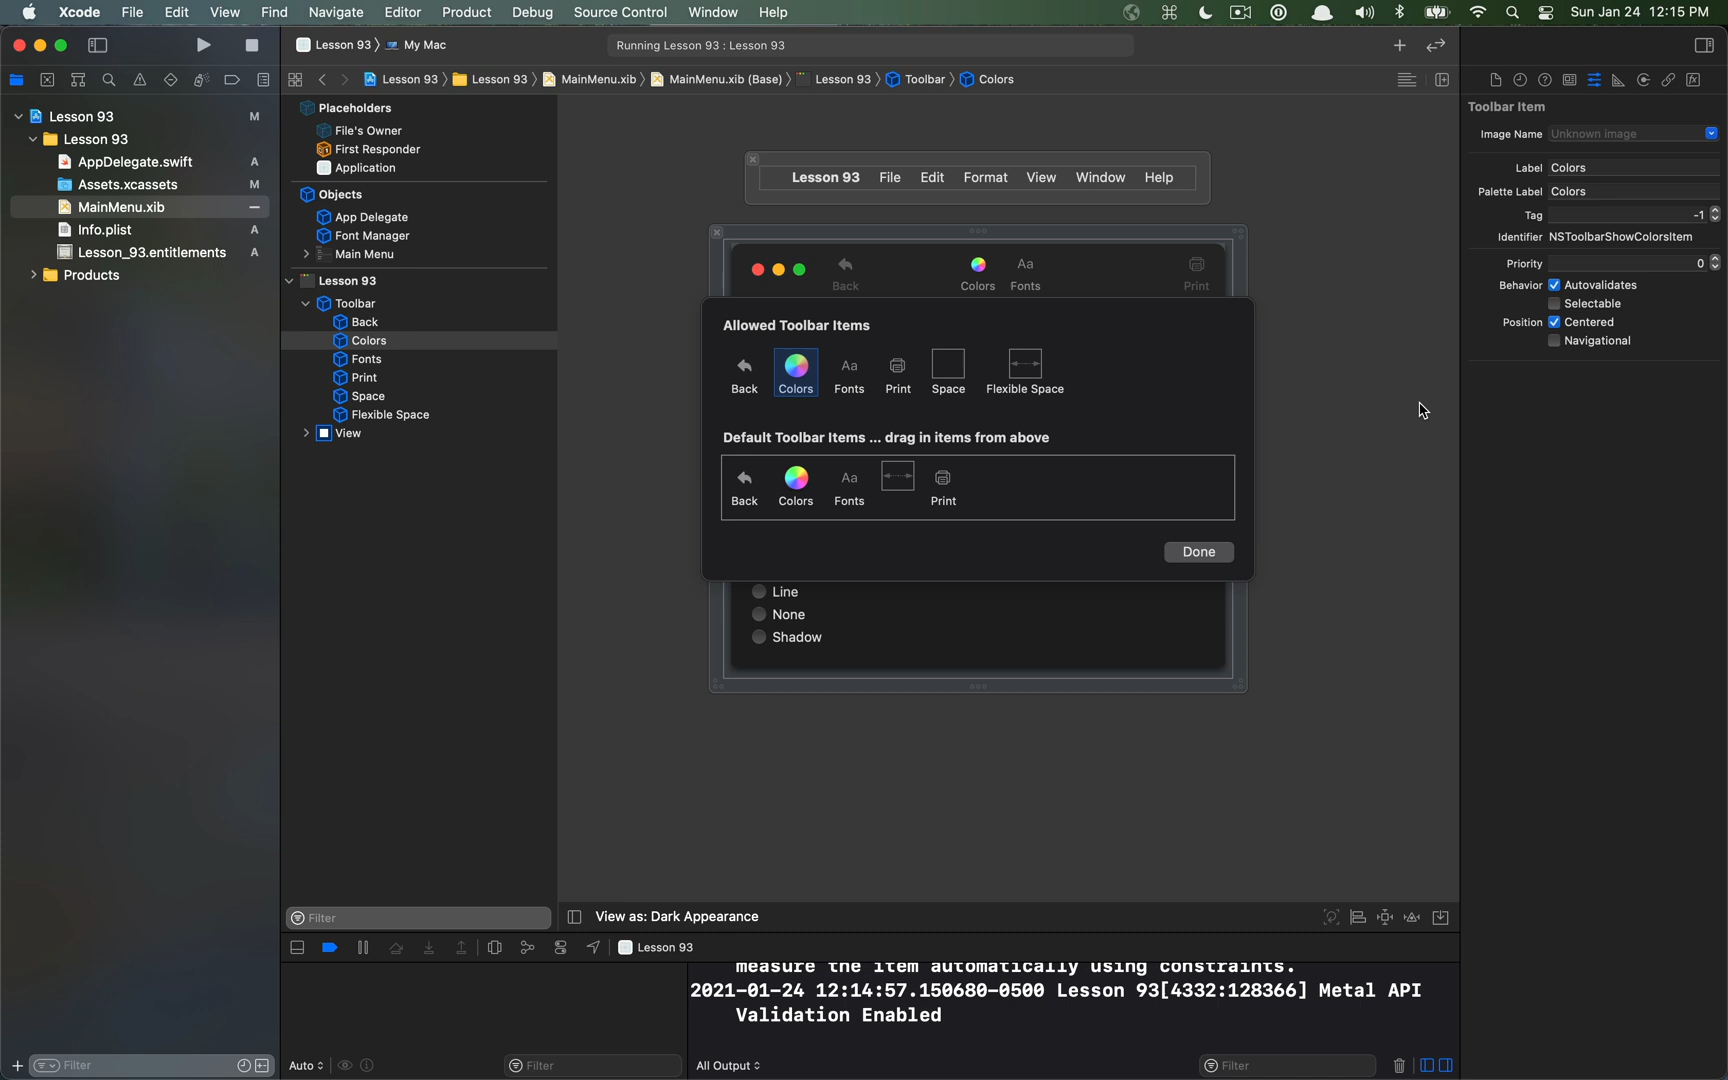 Xcode File Edit View Find Navigate Editor Product Debug Source Control Window Help Sun Jan 24 12:15 PM
Lesson 93 My Mac Running Lesson 93 : Lesson 93
Lesson 93 Lesson 93 MainMenu.xib MainMenu.xib (Base) Lesson 93 Toolbar Colors
Lesson 93 M
Lesson 93
AppDelegate.swift A
Assets.xcassets M
MainMenu.xib
Info.plist A
Lesson_93.entitlements A
Products
Filter
Placeholders
File's Owner
First Responder
Application
Objects
App Delegate
Font Manager
Main Menu
Lesson 93
Toolbar
Back
Colors
Fonts
Print
Space
Flexible Space
View
Filter
Lesson 93 File Edit Format View Window Help
Back Colors Aa Fonts Print
Allowed Toolbar Items
Aa
Back Colors Fonts Print Space Flexible Space
Default Toolbar Items ... drag in items from above
Aa
Back Colors Fonts Print
Done
Line
None
Shadow
View as: Dark Appearance
Lesson 93
measure the item automatically using constraints.
2021-01-24 12:14:57.150680-0500 Lesson 93[4332:128366] Metal API
Validation Enabled
Auto Filter All Output Filter
Toolbar Item
Image Name Unknown image
Label Colors
Palette Label Colors
Tag -1
Identifier NSToolbarShowColorsItem
Priority 0
Behavior Autovalidates
Selectable
Position Centered
Navigational